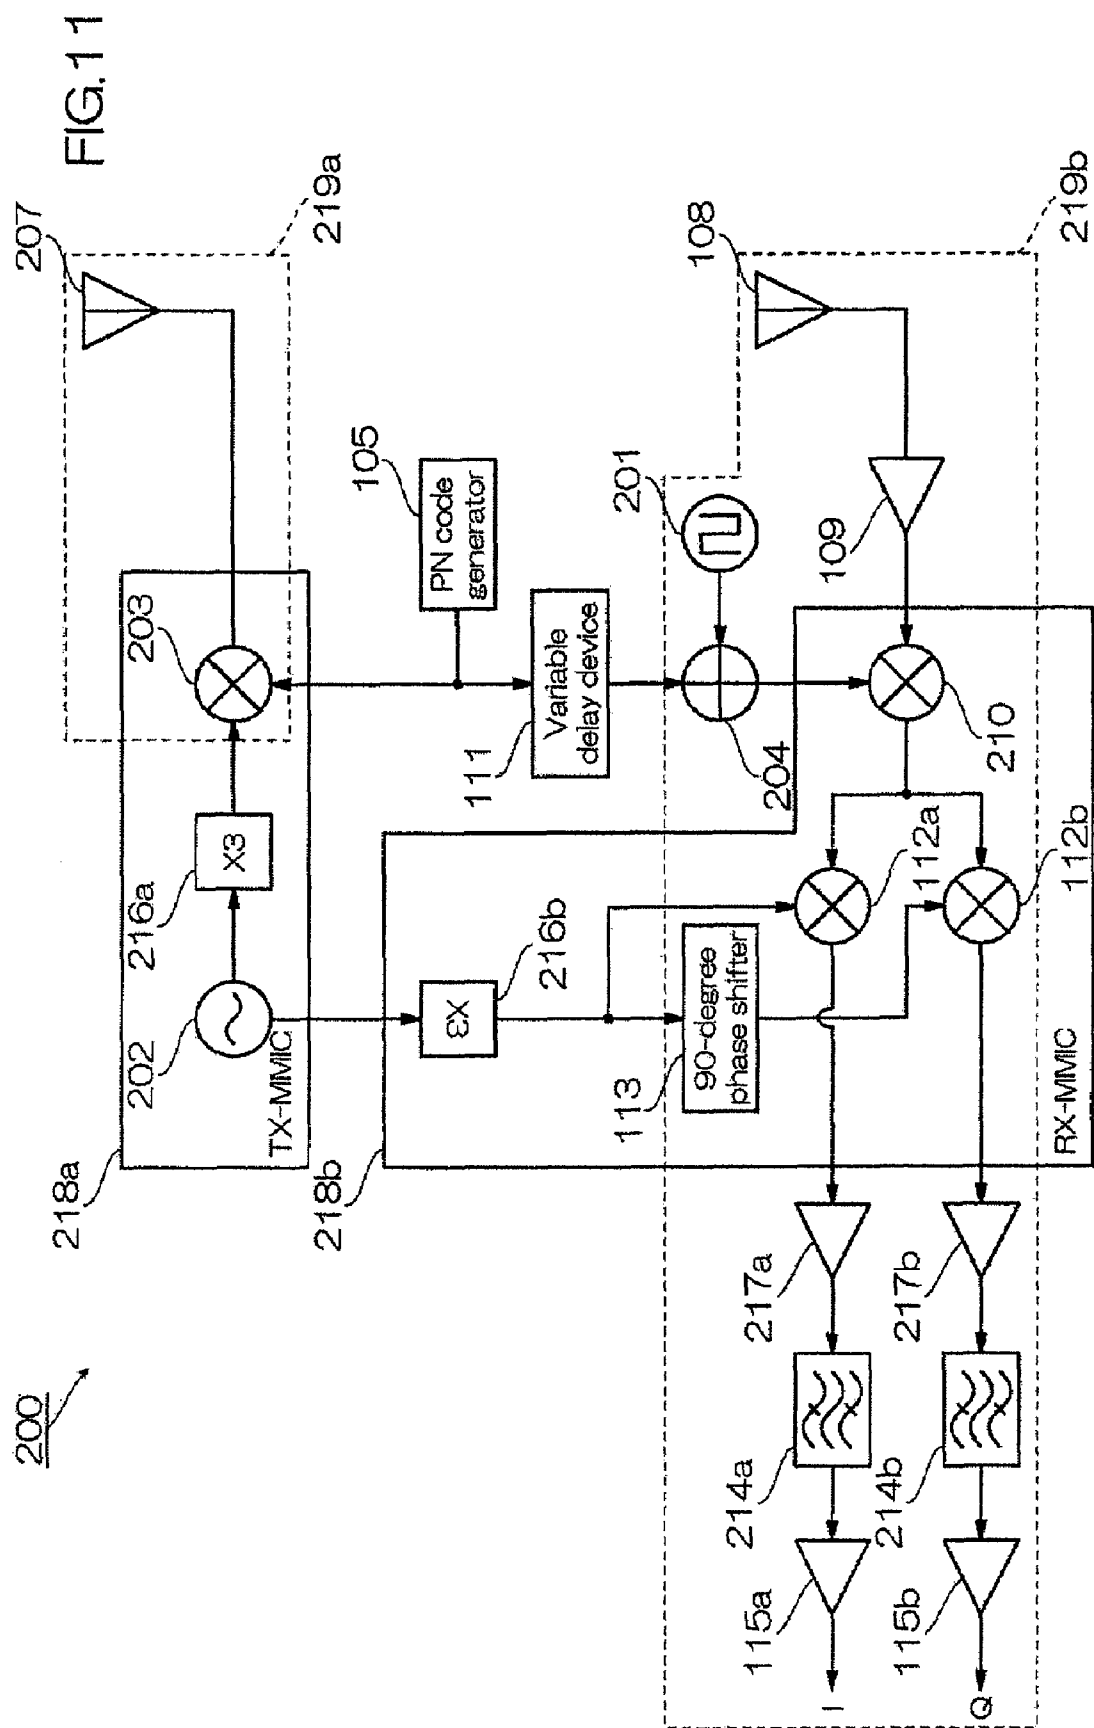 FIG.11
200
218a
202
TX-MMIC
216a
X3
203
207
219a
105
PN code
generator
111
Variable
delay device
201
204
218b
X3
216b
113
90-degree
phase shifter
108
219b
109
210
112a
112b
RX-MMIC
217a
217b
214a
214b
115a
115b
I
Q